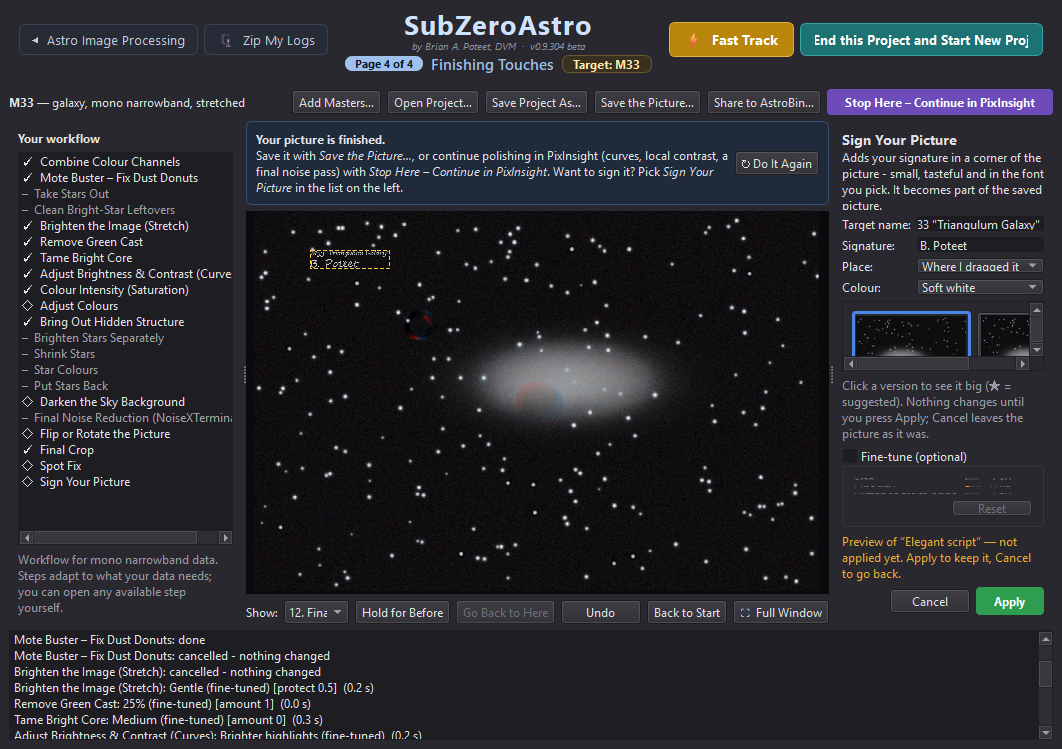 ◂ Astro Image Processing
Zip My Logs
SubZeroAstro
by Brian A. Poteet, DVM · v0.9.304 beta
Page 4 of 4
Finishing Touches
Target: M33
Fast Track
End this Project and Start New Proj
M33 — galaxy, mono narrowband, stretched
Add Masters...
Open Project...
Save Project As...
Save the Picture...
Share to AstroBin...
Stop Here – Continue in PixInsight
Your workflow
✓ Combine Colour Channels
✓ Mote Buster – Fix Dust Donuts
– Take Stars Out
– Clean Bright-Star Leftovers
✓ Brighten the Image (Stretch)
✓ Remove Green Cast
✓ Tame Bright Core
✓ Adjust Brightness & Contrast (Curve
✓ Colour Intensity (Saturation)
◇ Adjust Colours
✓ Bring Out Hidden Structure
– Brighten Stars Separately
– Shrink Stars
– Star Colours
– Put Stars Back
◇ Darken the Sky Background
– Final Noise Reduction (NoiseXTermina
◇ Flip or Rotate the Picture
✓ Final Crop
◇ Spot Fix
◇ Sign Your Picture
Workflow for mono narrowband data.
Steps adapt to what your data needs;
you can open any available step
yourself.
Your picture is finished.
Save it with Save the Picture..., or continue polishing in PixInsight (curves, local contrast, a
final noise pass) with Stop Here – Continue in PixInsight. Want to sign it? Pick Sign Your
Picture in the list on the left.
↻ Do It Again
B. Poteet
Show:
12. Fina
Hold for Before
Go Back to Here
Undo
Back to Start
Full Window
Sign Your Picture
Adds your signature in a corner of the
picture - small, tasteful and in the font
you pick. It becomes part of the saved
picture.
Target name: 33 "Triangulum Galaxy"
Signature: B. Poteet
Place: Where I dragged it
Colour: Soft white
Click a version to see it big (★ =
suggested). Nothing changes until
you press Apply; Cancel leaves the
picture as it was.
Fine-tune (optional)
Reset
Preview of “Elegant script” — not
applied yet. Apply to keep it, Cancel
to go back.
Cancel
Apply
Mote Buster – Fix Dust Donuts: done
Mote Buster – Fix Dust Donuts: cancelled - nothing changed
Brighten the Image (Stretch): cancelled - nothing changed
Brighten the Image (Stretch): Gentle (fine-tuned) [protect 0.5] (0.2 s)
Remove Green Cast: 25% (fine-tuned) [amount 1] (0.0 s)
Tame Bright Core: Medium (fine-tuned) [amount 0] (0.3 s)
Adjust Brightness & Contrast (Curves): Brighter highlights (fine-tuned) (0.2 s)